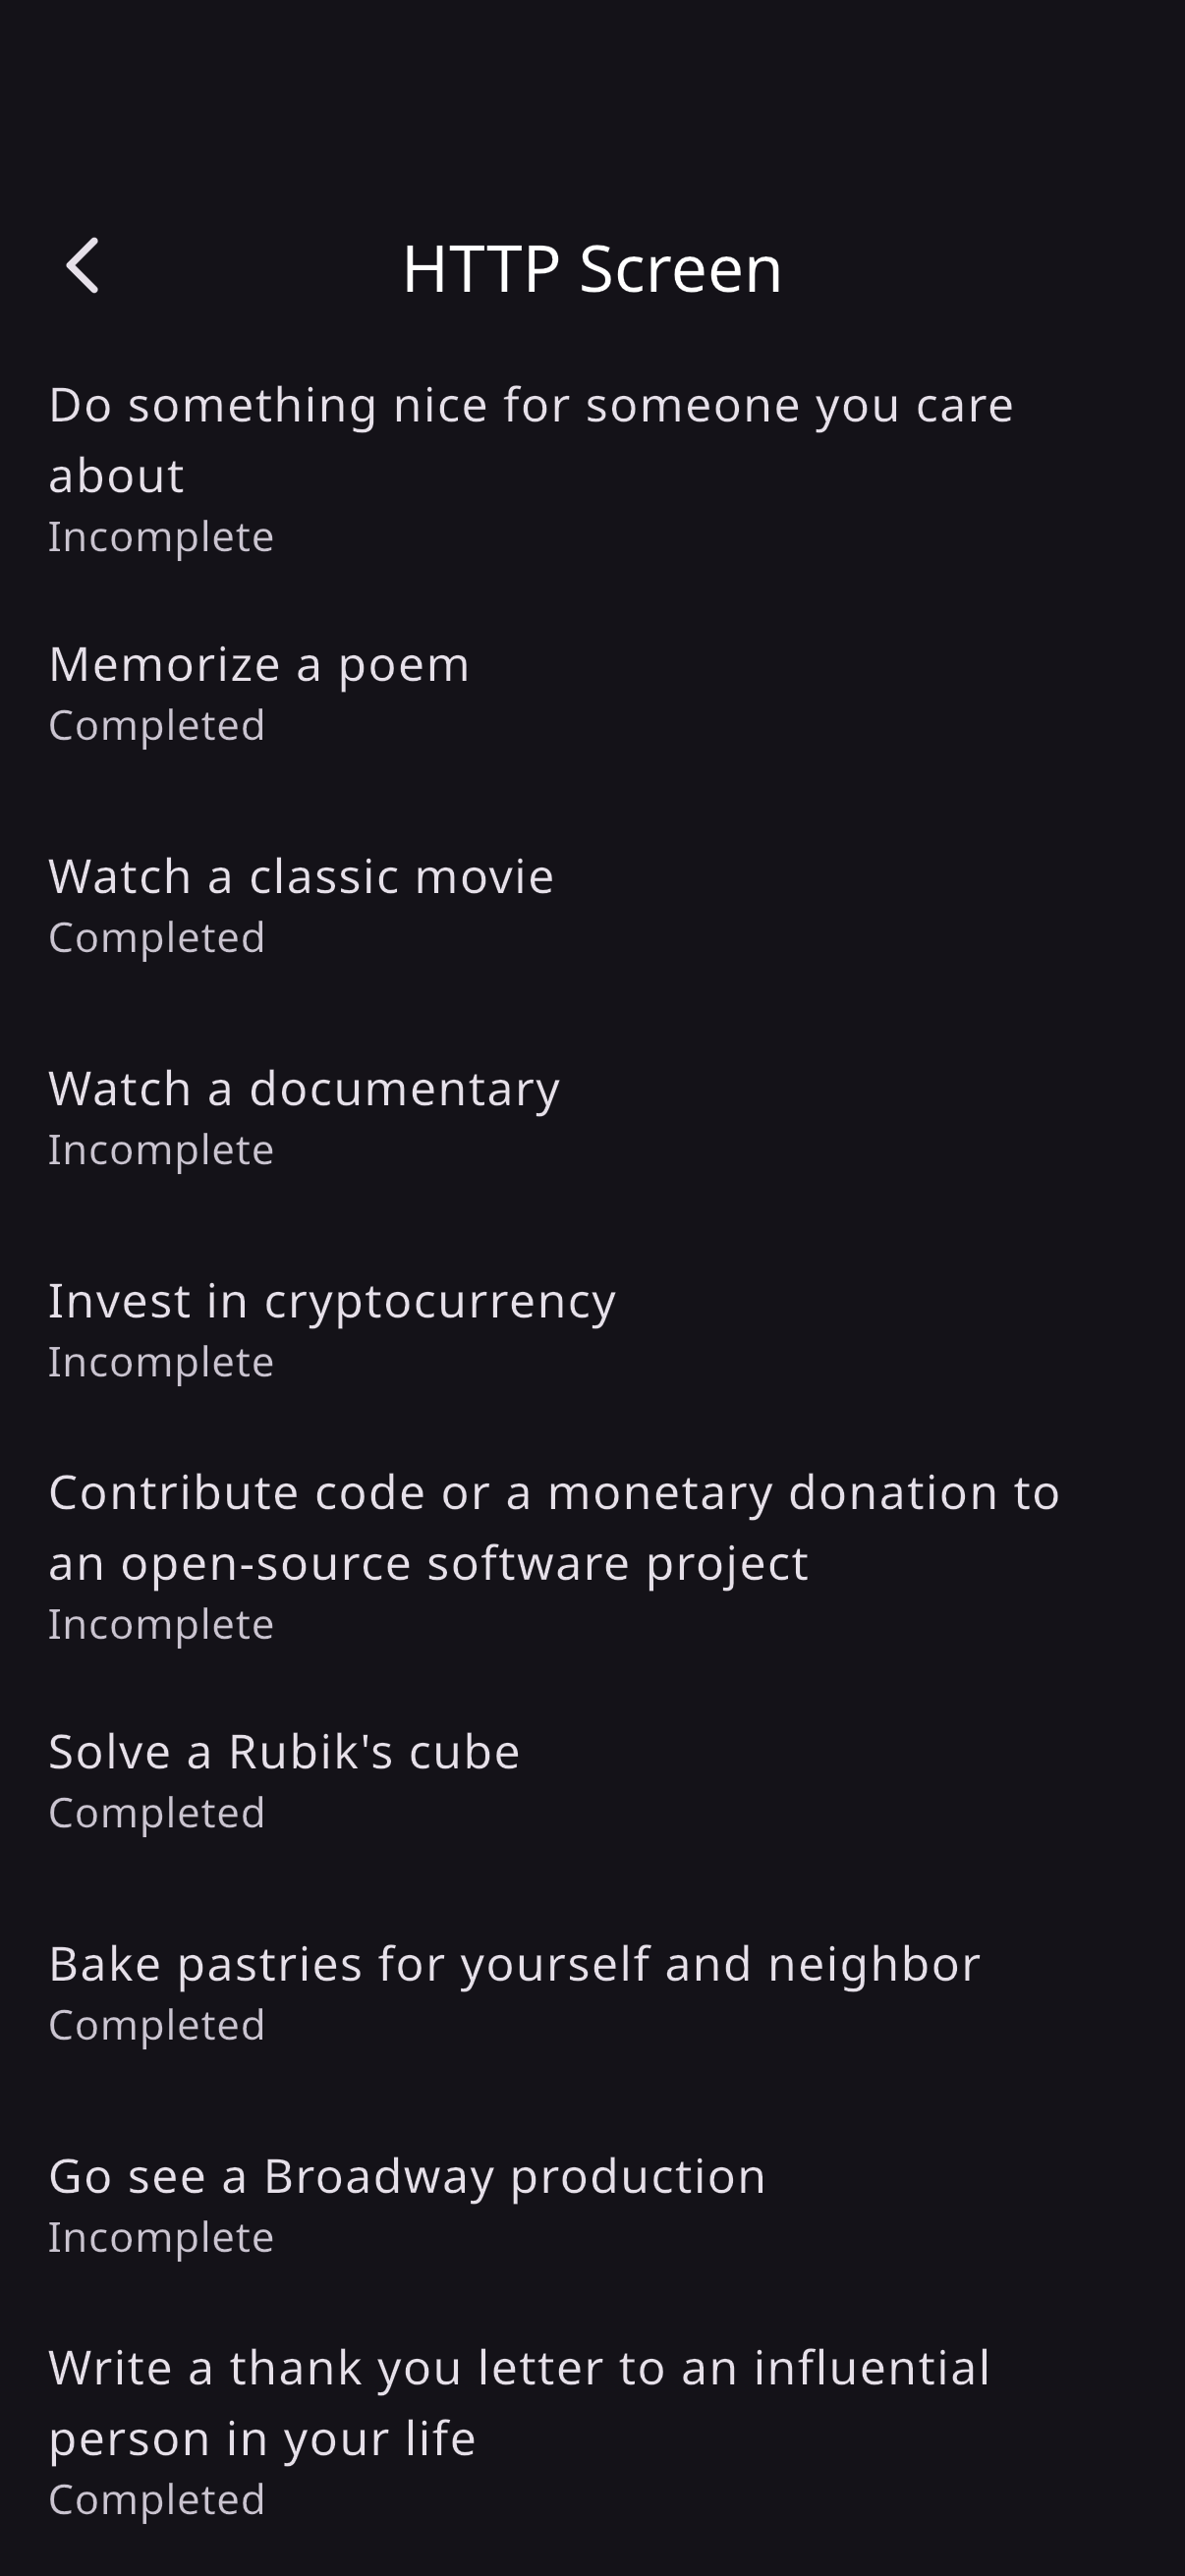 HTTP Screen
Do something nice for someone you care
about
Incomplete
Memorize a poem
Completed
Watch a classic movie
Completed
Watch a documentary
Incomplete
Invest in cryptocurrency
Incomplete
Contribute code or a monetary donation to
an open-source software project
Incomplete
Solve a Rubik's cube
Completed
Bake pastries for yourself and neighbor
Completed
Go see a Broadway production
Incomplete
Write a thank you letter to an influential
person in your life
Completed